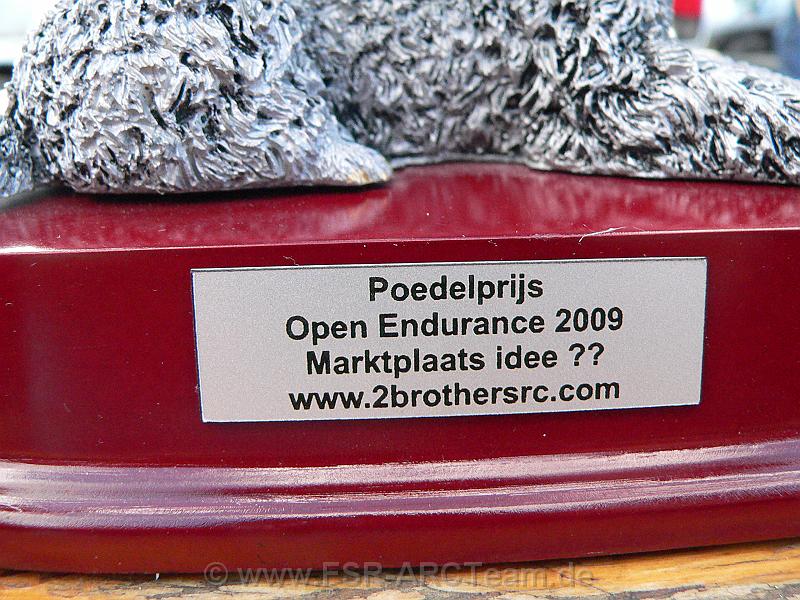 Poedelprijs
Open Endurance 2009
Marktplaats idee ??
www.2brothersrc.com
© www.FSR-ARCTeam.de